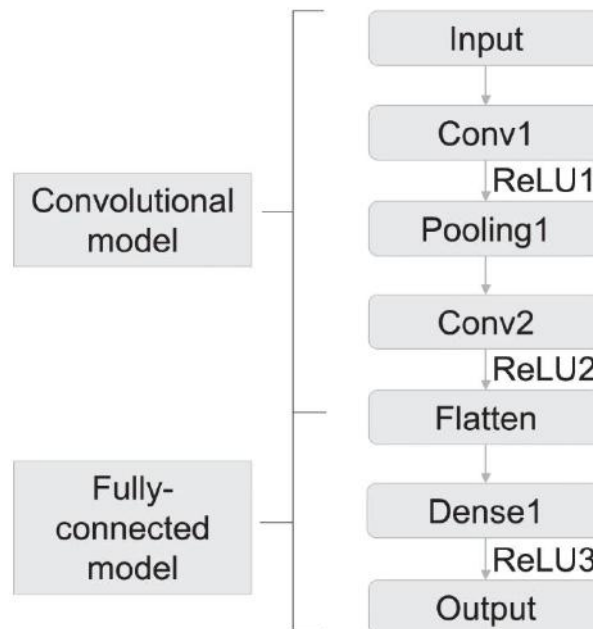 Input
Conv1
ReLU1
Convolutional
model
Pooling1
Conv2
ReLU2
Flatten
Fully-
connected
model
Dense1
ReLU3
Output